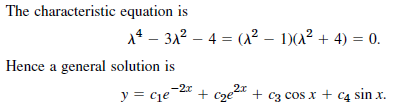 The characteristic equation is
λ⁴ − 3λ² − 4 = (λ² − 1)(λ² + 4) = 0.
Hence a general solution is
y = c₁e⁻²ˣ + c₂e²ˣ + c₃ cos x + c₄ sin x.